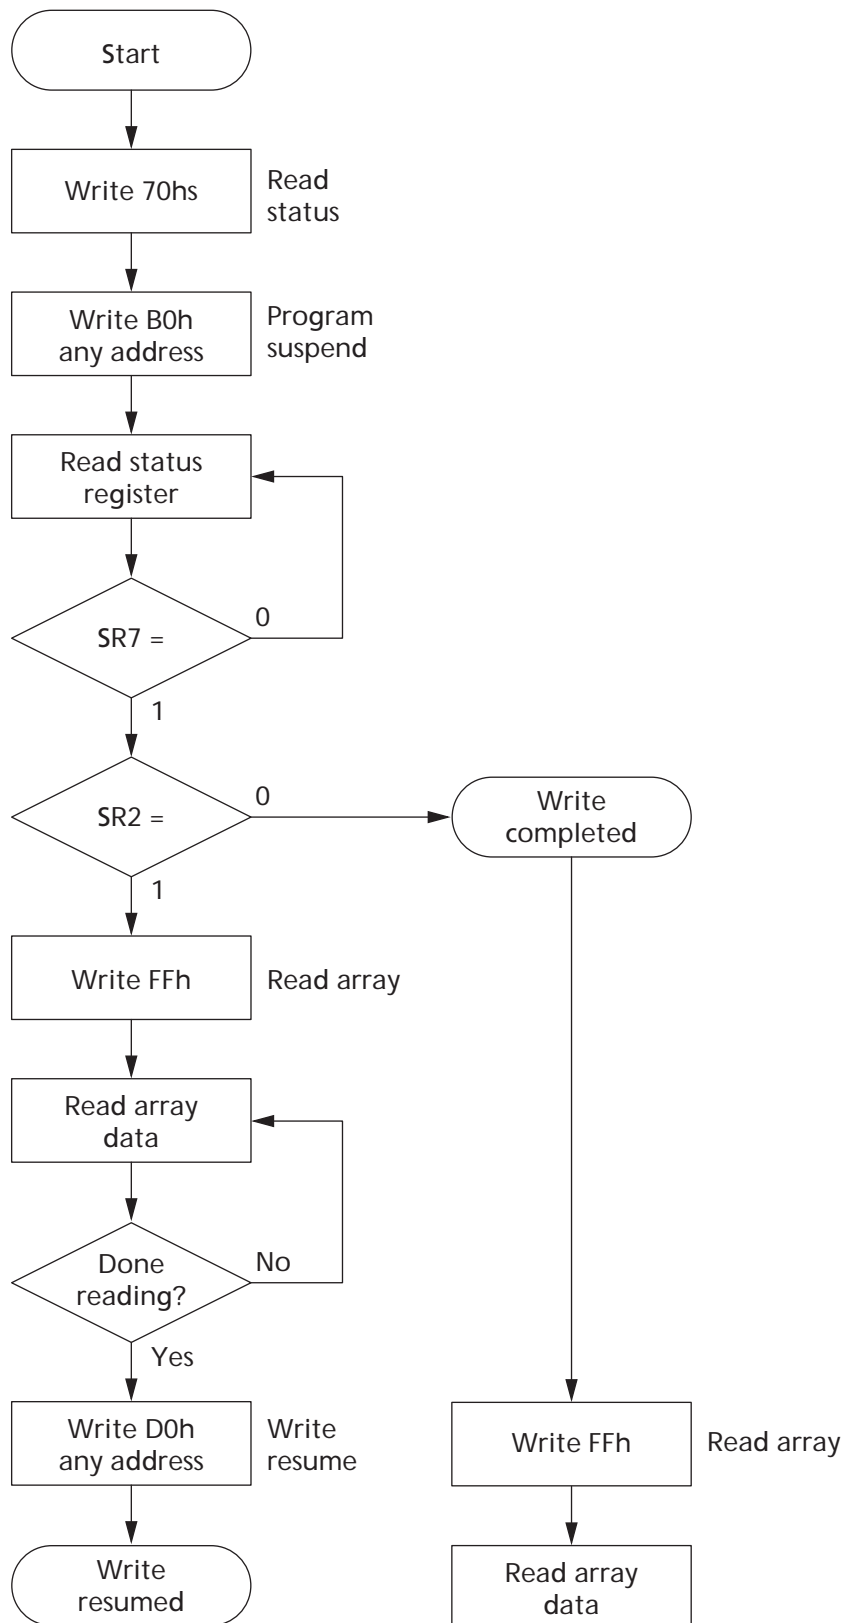 Start
Write 70hs
Read
status
Write B0h
any address
Program
suspend
Read status
register
0
SR7 =
1
0
SR2 =
Write
completed
1
Write FFh
Read array
Read array
data
Done
reading?
No
Yes
Write D0h
any address
Write
resume
Write FFh
Read array
Write
resumed
Read array
data